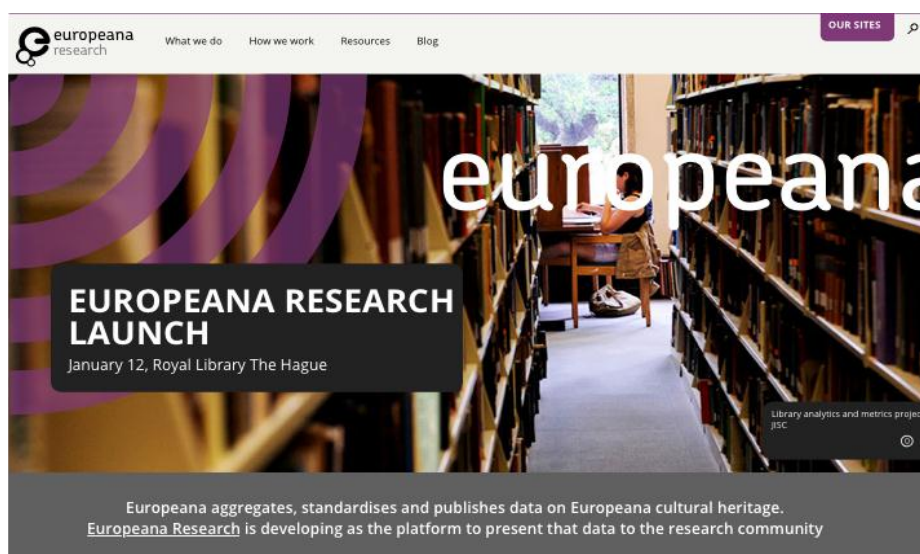 europeana
research
What we do How we work Resources Blog
OUR SITES
europeana
EUROPEANA RESEARCH
LAUNCH
January 12, Royal Library The Hague
Library analytics and metrics projec
JISC
Europeana aggregates, standardises and publishes data on Europeana cultural heritage.
Europeana Research is developing as the platform to present that data to the research community